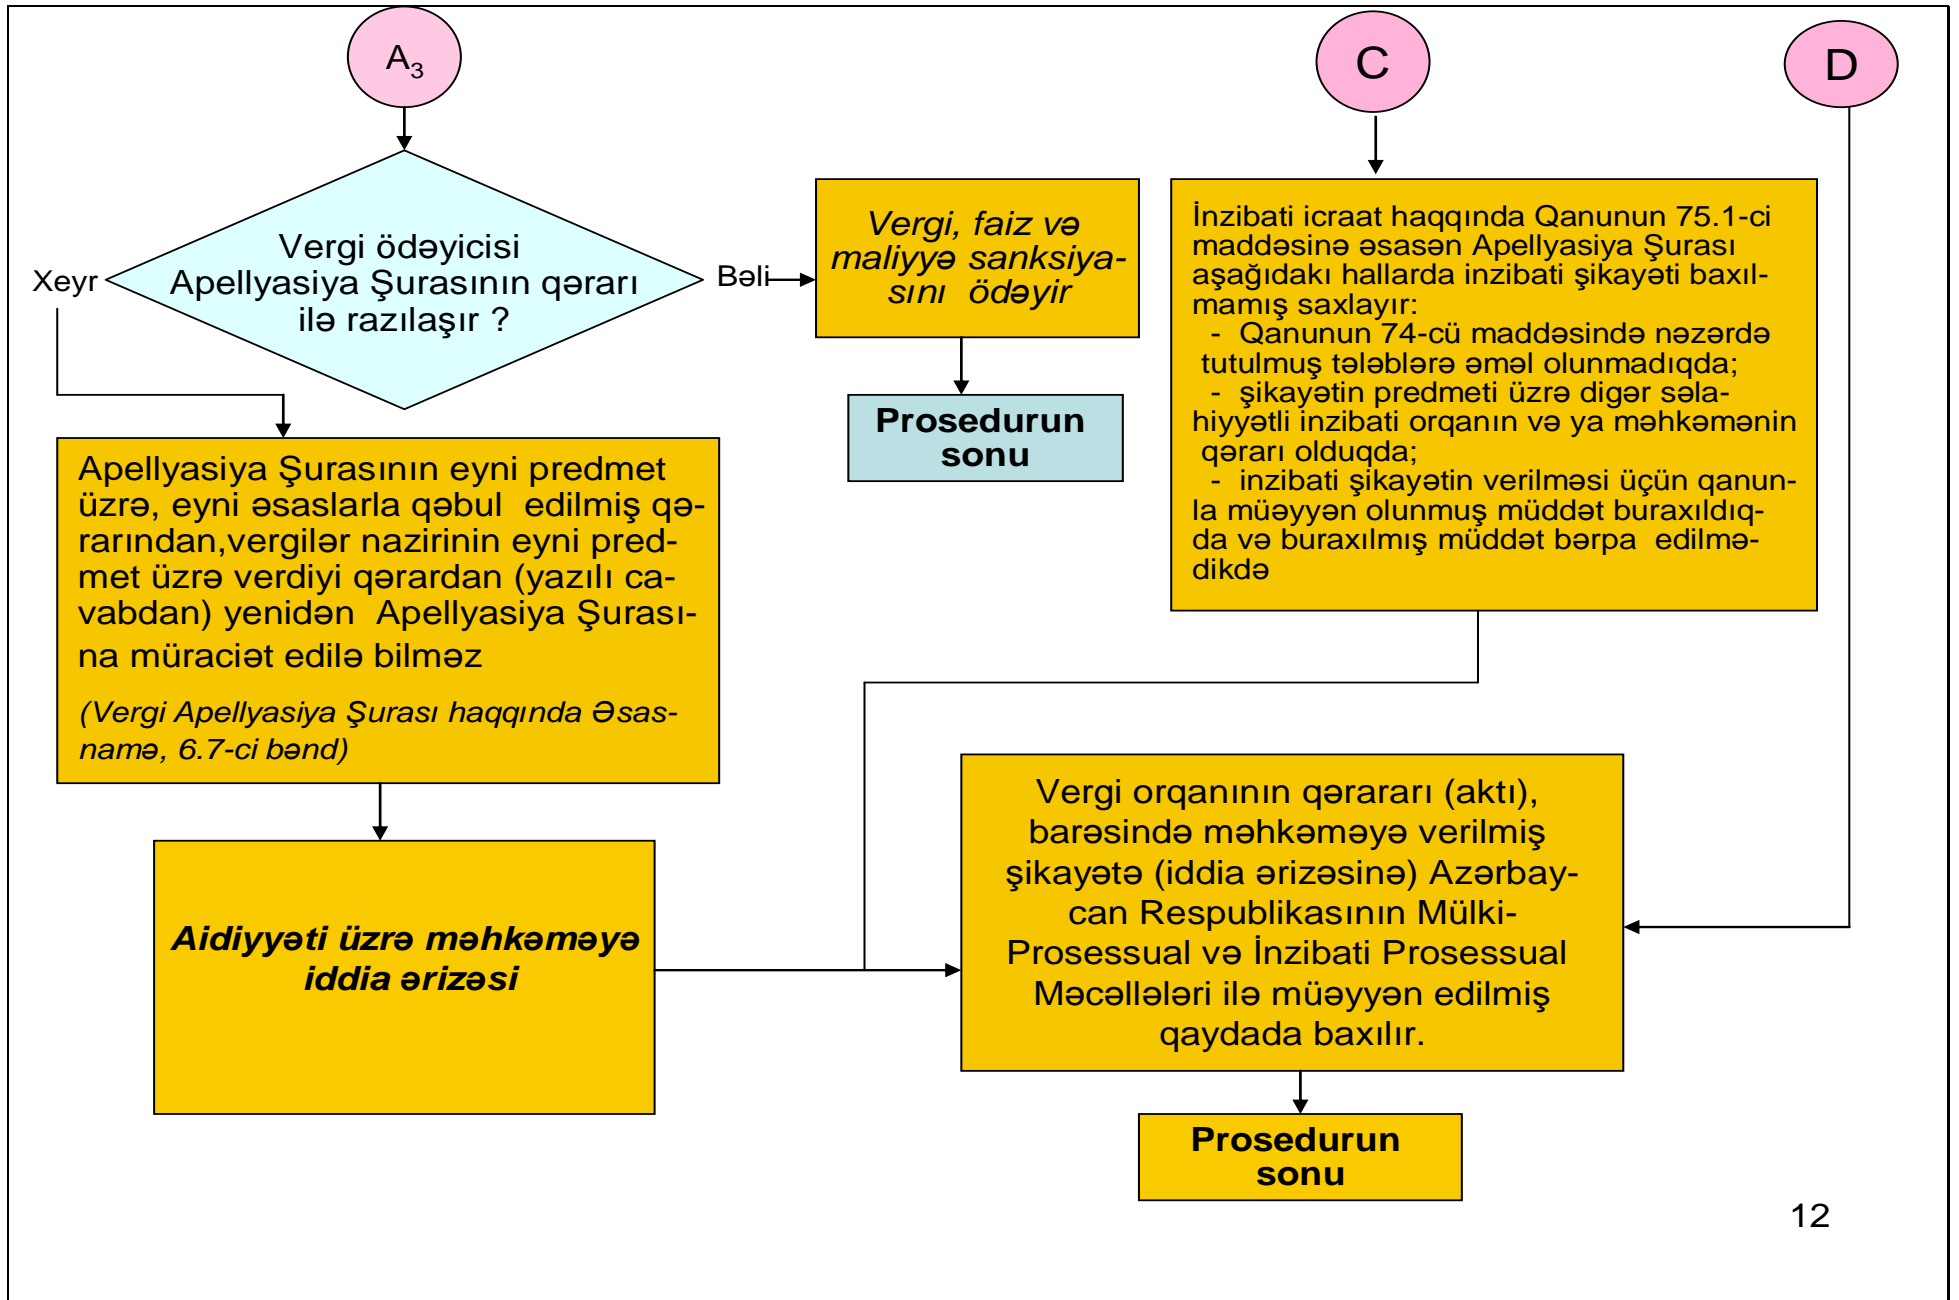 A3
C
D
Vergi ödəyicisi
Apellyasiya Şurasının qərarı
ilə razılaşır ?
Xeyr
Bəli
Vergi, faiz və
maliyyə sanksiya-
sını ödəyir
Prosedurun
sonu
İnzibati icraat haqqında Qanunun 75.1-ci
maddəsinə əsasən Apellyasiya Şurası
aşağıdakı hallarda inzibati şikayəti baxıl-
mamış saxlayır:
- Qanunun 74-cü maddəsində nəzərdə
tutulmuş tələblərə əməl olunmadıqda;
- şikayətin predmeti üzrə digər səla-
hiyyətli inzibati orqanın və ya məhkəmənin
qərarı olduqda;
- inzibati şikayətin verilməsi üçün qanun-
la müəyyən olunmuş müddət buraxıldıq-
da və buraxılmış müddət bərpa edilmə-
dikdə
Apellyasiya Şurasının eyni predmet
üzrə, eyni əsaslarla qəbul edilmiş qə-
rarından,vergilər nazirinin eyni pred-
met üzrə verdiyi qərardan (yazılı ca-
vabdan) yenidən Apellyasiya Şurası-
na müraciət edilə bilməz
(Vergi Apellyasiya Şurası haqqında Əsas-
namə, 6.7-ci bənd)
Aidiyyəti üzrə məhkəməyə
iddia ərizəsi
Vergi orqanının qərararı (aktı),
barəsində məhkəməyə verilmiş
şikayətə (iddia ərizəsinə) Azərbay-
can Respublikasının Mülki-
Prosessual və İnzibati Prosessual
Məcəllələri ilə müəyyən edilmiş
qaydada baxılır.
Prosedurun
sonu
12